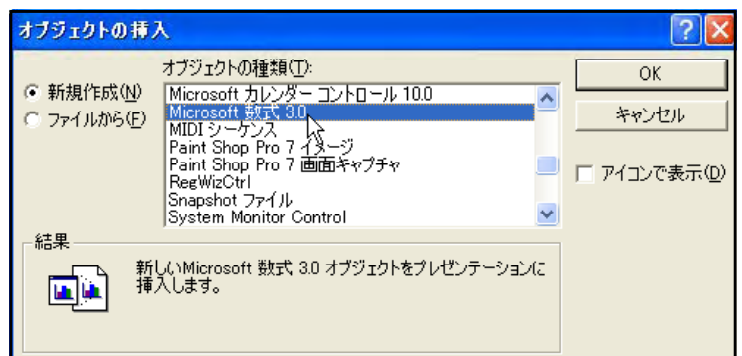 オブジェクトの挿入
オブジェクトの種類(T):
新規作成(N)
ファイルから(F)
Microsoft カレンダー コントロール 10.0
Microsoft 数式 3.0
MIDI シーケンス
Paint Shop Pro 7 イメージ
Paint Shop Pro 7 画面キャプチャ
RegWizCtrl
Snapshot ファイル
System Monitor Control
OK
キャンセル
アイコンで表示(D)
結果
新しいMicrosoft 数式 3.0 オブジェクトをプレゼンテーションに
挿入します。